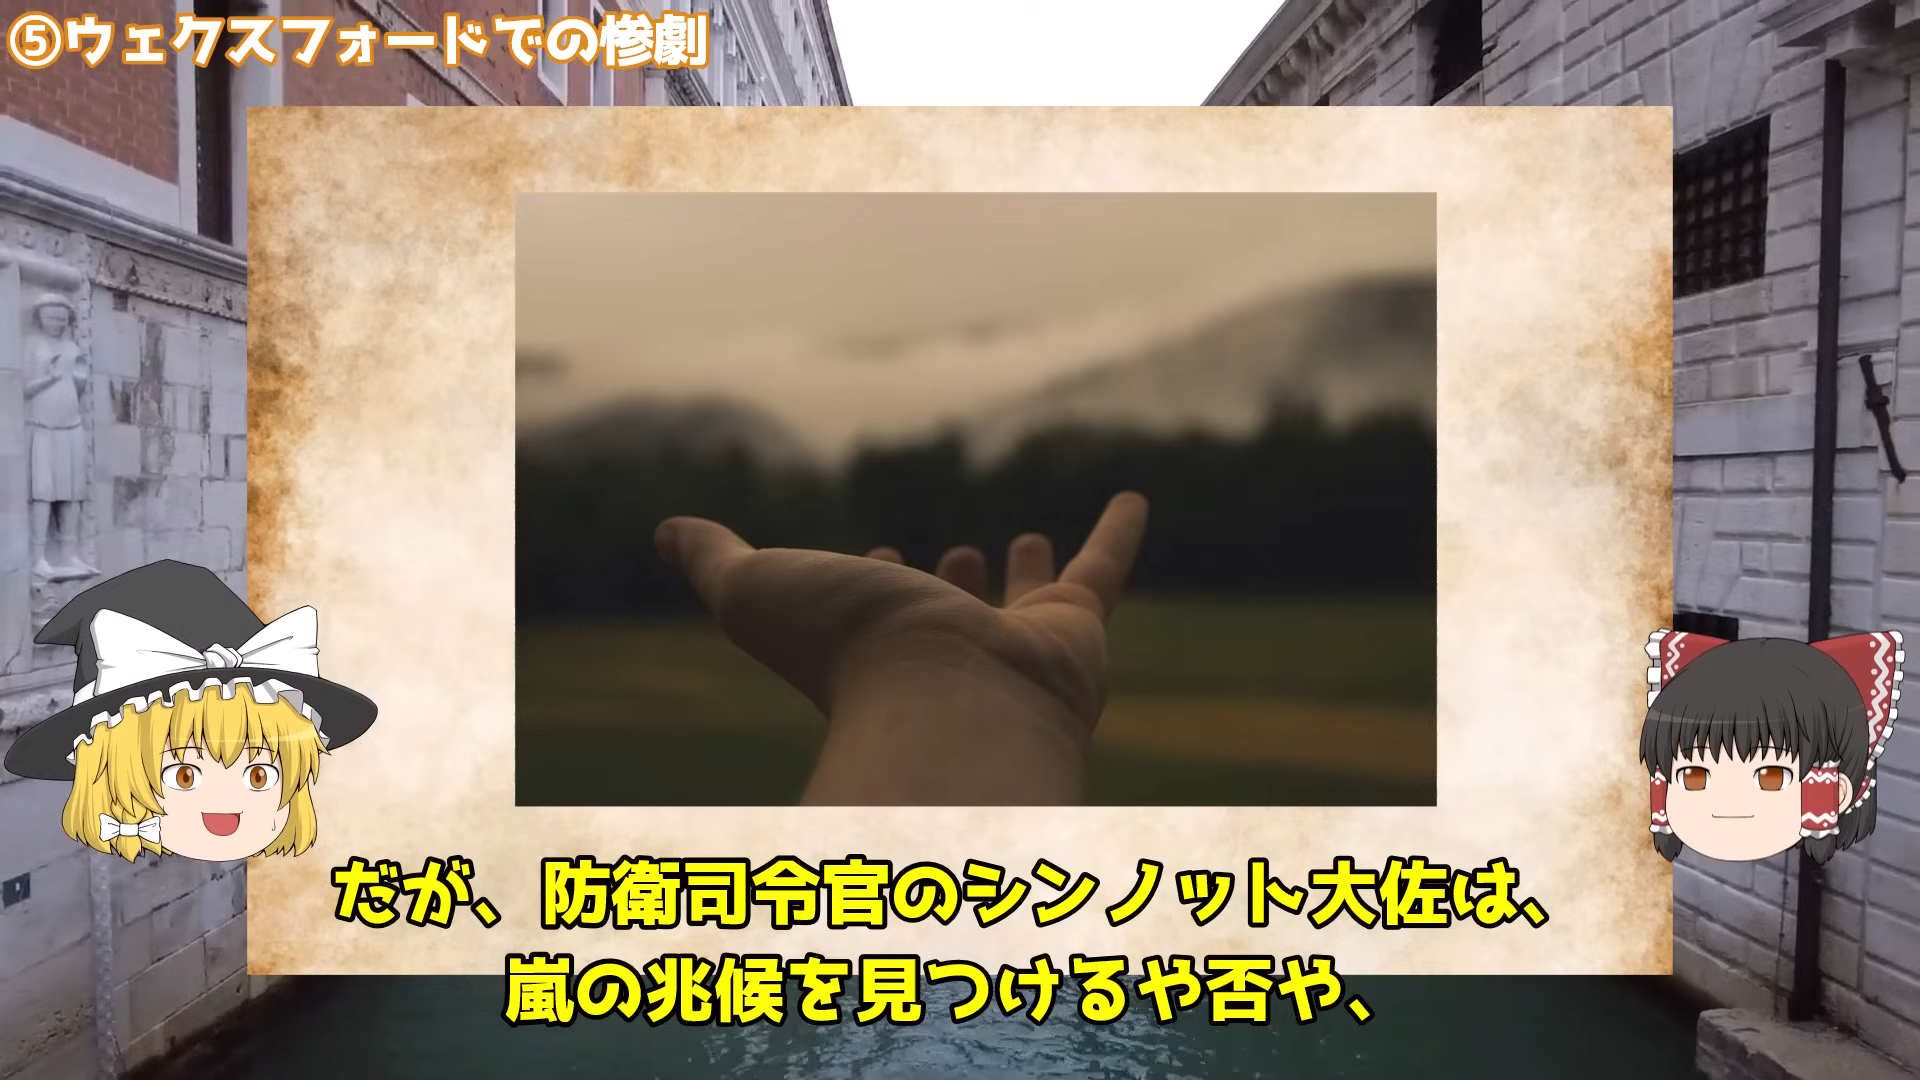 ⑤ウェクスフォードでの惨劇
だが、防衛司令官のシンノット大佐は、
嵐の兆候を見つけるや否や、